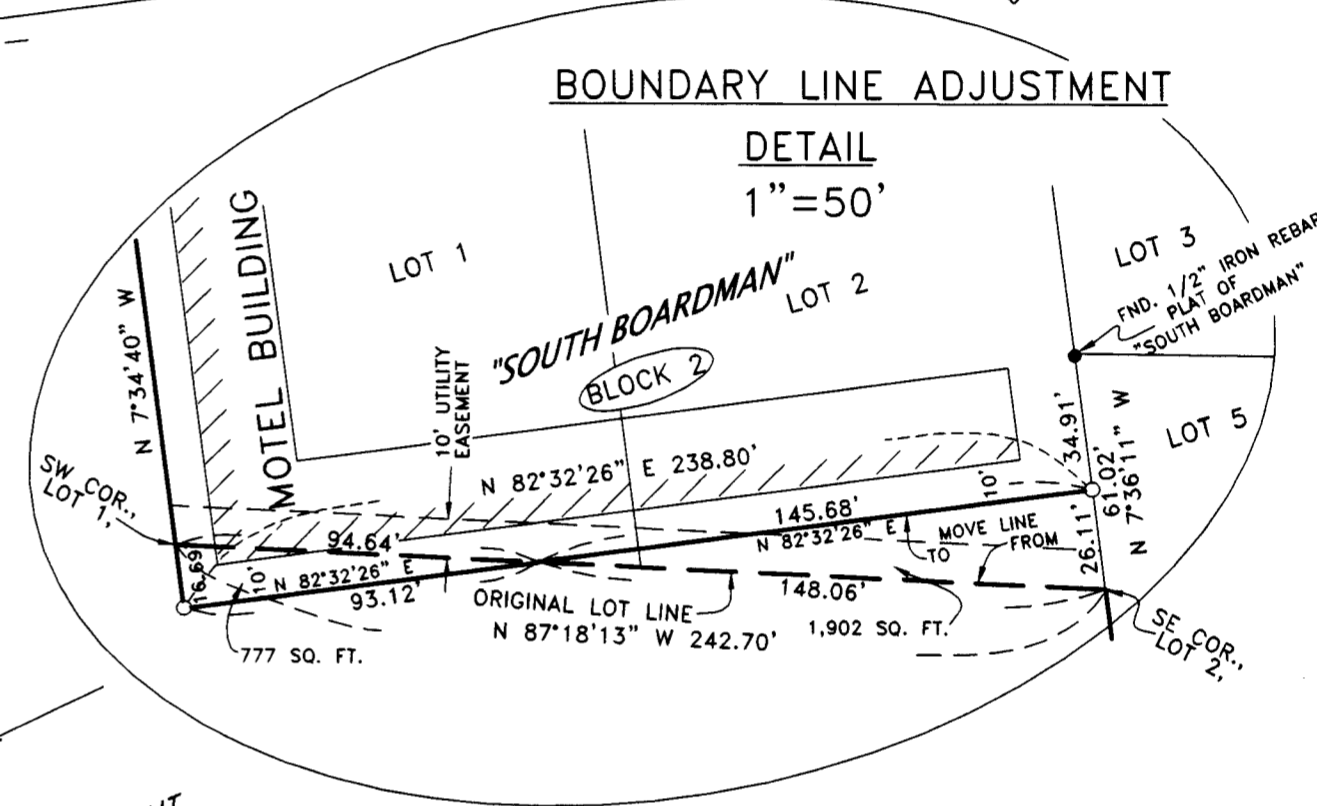 BOUNDARY LINE ADJUSTMENT
DETAIL
1"=50'
MOTEL BUILDING
LOT 1
"SOUTH BOARDMAN"
LOT 2
BLOCK 2
LOT 3
FND. 1/2" IRON REBAR
PLAT OF
"SOUTH BOARDMAN"
LOT 5
N 7°34'40" W
10' UTILITY
EASEMENT
34.91'
61.02'
N 7°36'11" W
26.11'
SW COR.,
LOT 1,
N 82°32'26" E 238.80'
10'
145.68'
N 82°32'26" E
MOVE LINE
TO
FROM
94.64'
16.69'
10'
N 82°32'26" E
93.12'
148.06'
ORIGINAL LOT LINE
N 87°18'13" W 242.70'
1,902 SQ. FT.
777 SQ. FT.
SE COR.,
LOT 2,